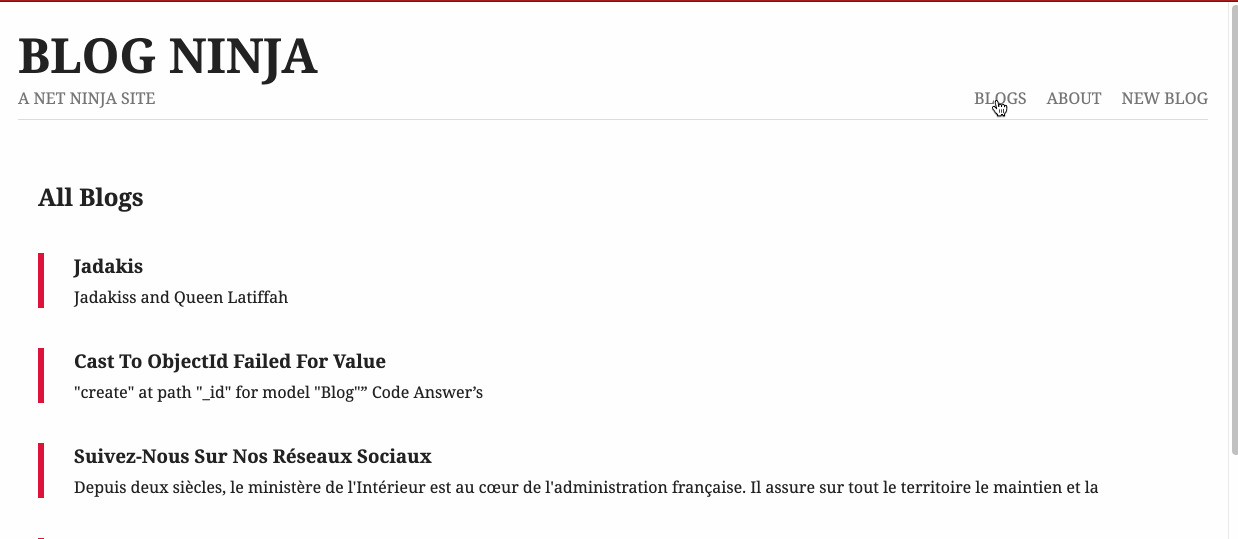 BLOG NINJA
A NET NINJA SITE
BLOGS ABOUT NEW BLOG
All Blogs
Jadakis
Jadakiss and Queen Latiffah
Cast To ObjectId Failed For Value
"create" at path "_id" for model "Blog"” Code Answer’s
Suivez-Nous Sur Nos Réseaux Sociaux
Depuis deux siècles, le ministère de l'Intérieur est au cœur de l'administration française. Il assure sur tout le territoire le maintien et la